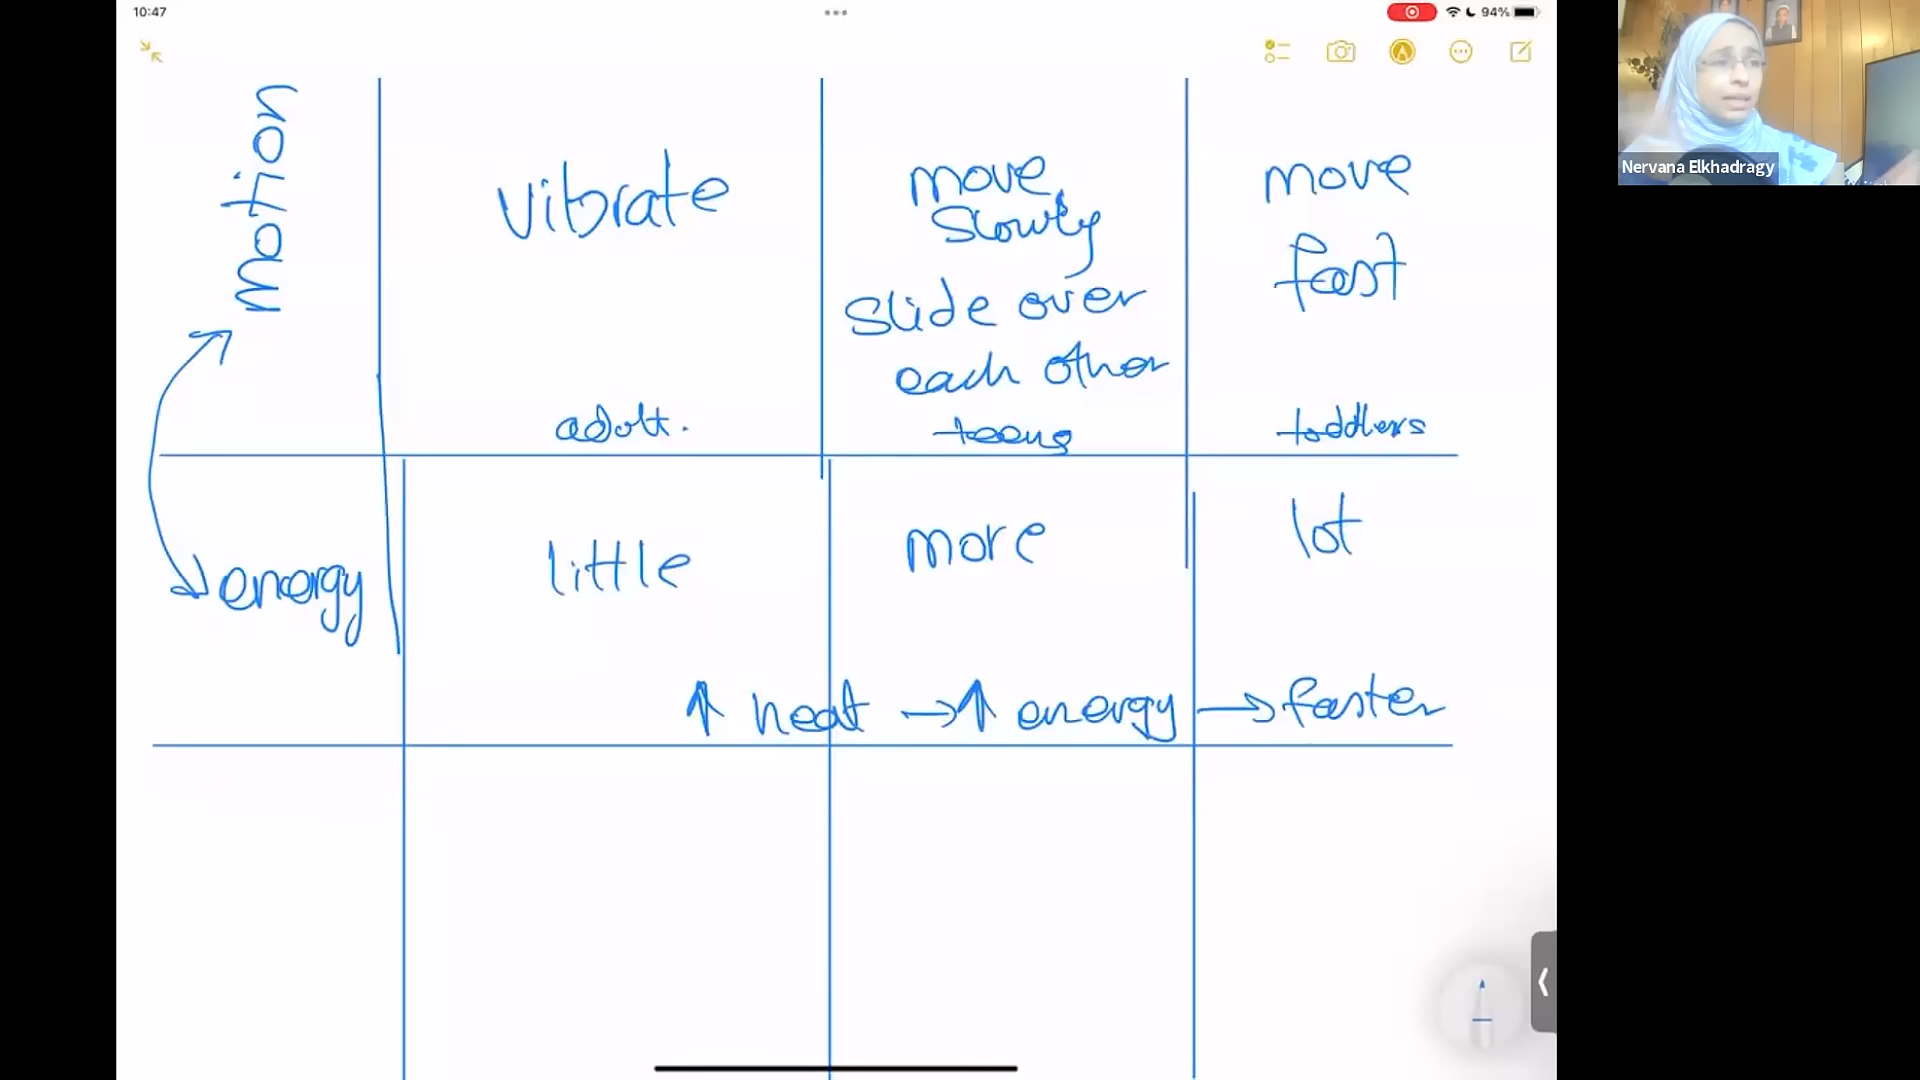 10:47
94%
Nervana Elkhadragy
motion
vibrate
move
slowly
slide over
each other
adult.
teens
move
fast
toddlers
energy
little
more
lot
↑ heat →↑ energy → faster